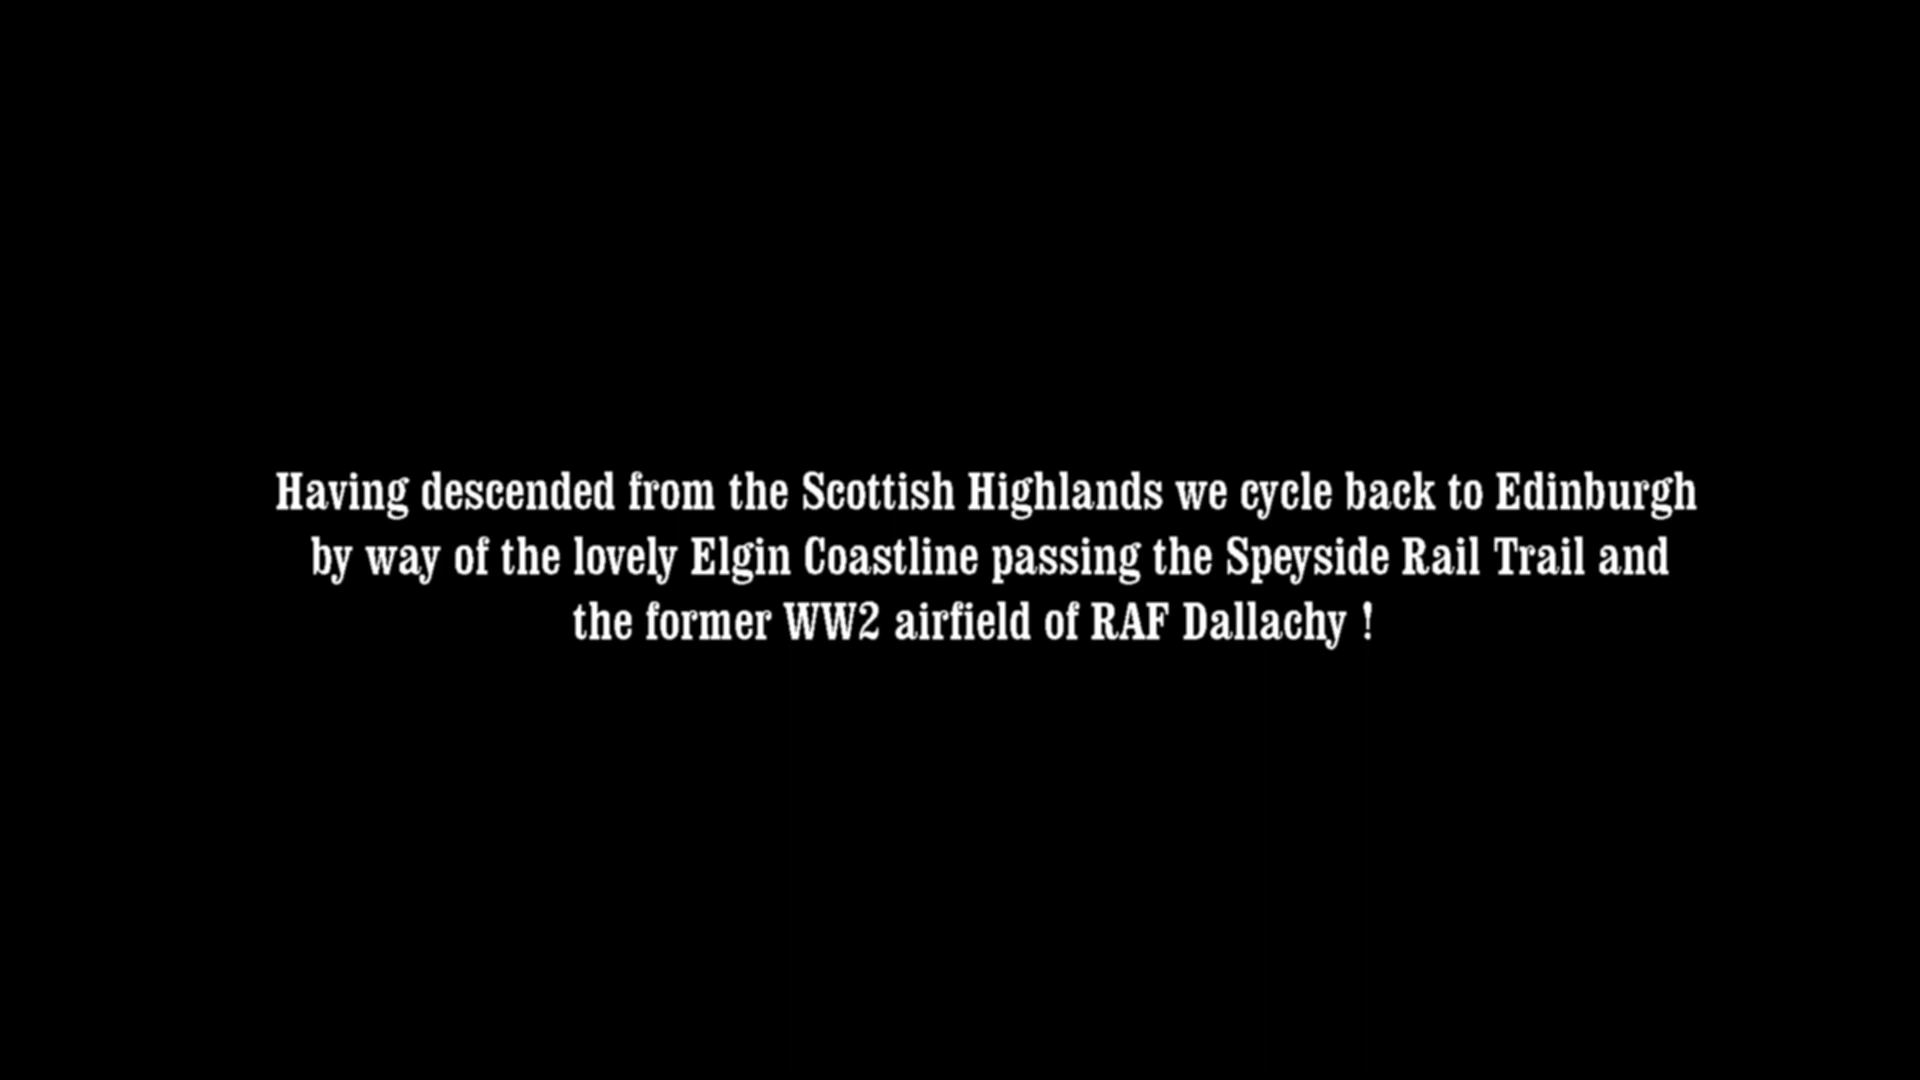 Having descended from the Scottish Highlands we cycle back to Edinburgh
by way of the lovely Elgin Coastline passing the Speyside Rail Trail and
the former WW2 airfield of RAF Dallachy !